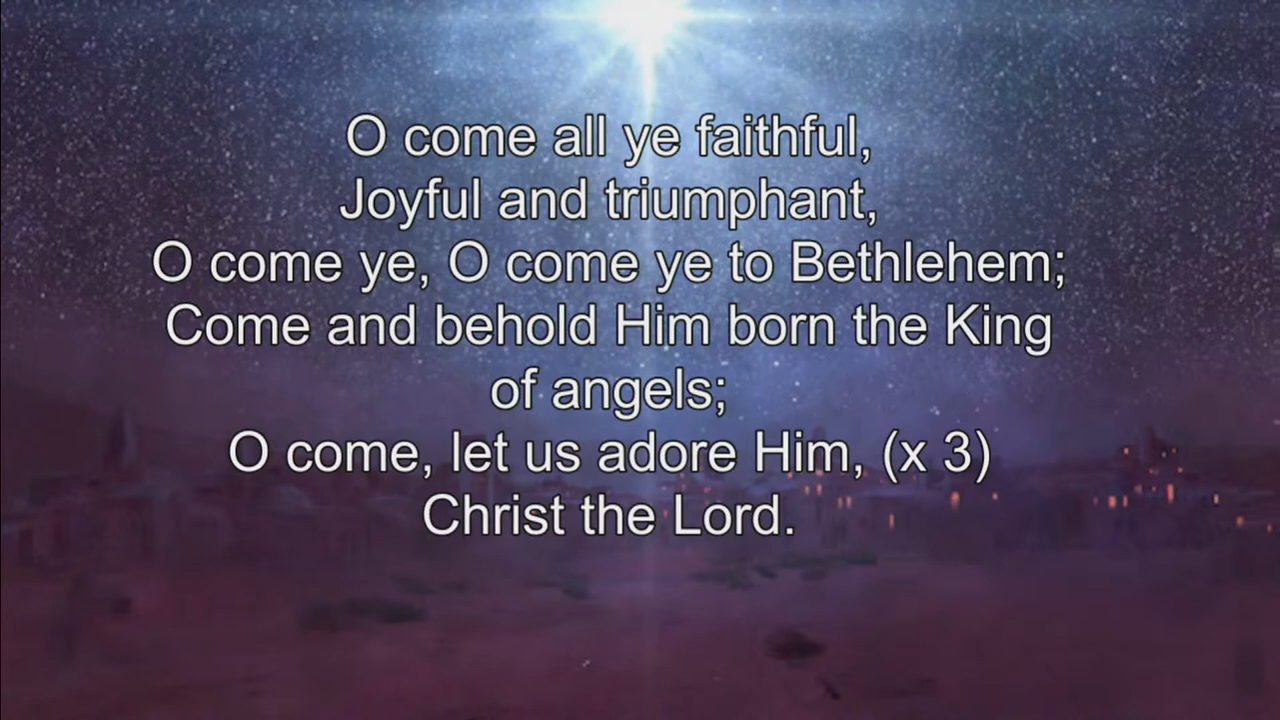 O come all ye faithful,
Joyful and triumphant,
O come ye, O come ye to Bethlehem;
Come and behold Him born the King
of angels;
O come, let us adore Him, (x 3)
Christ the Lord.